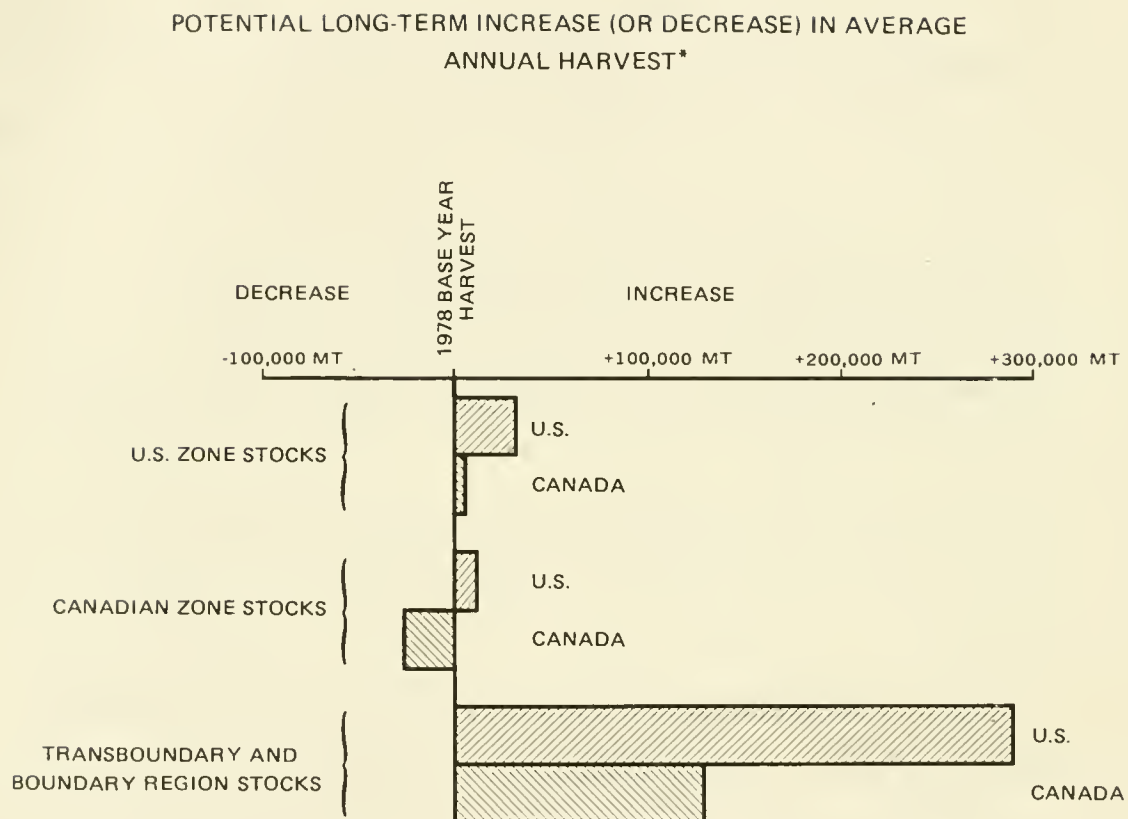 POTENTIAL LONG-TERM INCREASE (OR DECREASE) IN AVERAGE
ANNUAL HARVEST*
1978 BASE YEAR
HARVEST
DECREASE
INCREASE
-100,000 MT
+100,000 MT
+200,000 MT
+300,000 MT
U.S. ZONE STOCKS
U.S.
CANADA
CANADIAN ZONE STOCKS
U.S.
CANADA
TRANSBOUNDARY AND
BOUNDARY REGION STOCKS
U.S.
CANADA